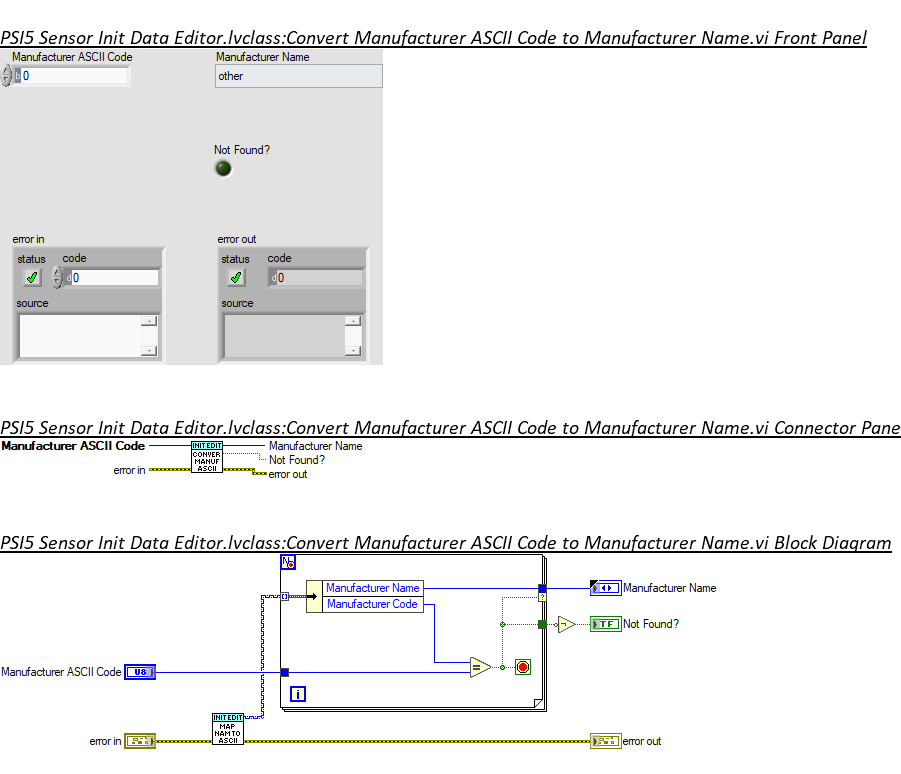 PSI5 Sensor Init Data Editor.lvclass:Convert Manufacturer ASCII Code to Manufacturer Name.vi Front Panel
Manufacturer ASCII Code
Manufacturer Name
b 0
other
Not Found?
error in
error out
status code
status code
d 0
d 0
source
source
PSI5 Sensor Init Data Editor.lvclass:Convert Manufacturer ASCII Code to Manufacturer Name.vi Connector Pane
Manufacturer ASCII Code
INIT EDIT
CONVER
MANUF
ASCII
Manufacturer Name
Not Found?
error in
error out
PSI5 Sensor Init Data Editor.lvclass:Convert Manufacturer ASCII Code to Manufacturer Name.vi Block Diagram
N
Manufacturer Name
Manufacturer Code
Manufacturer Name
?
TF
Not Found?
=
Manufacturer ASCII Code
U8
i
INIT EDIT
MAP
NAM TO
ASCII
error in
error out